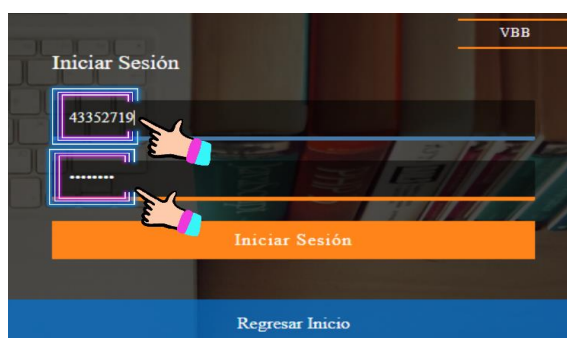 VBB
Iniciar Sesión
43352719
••••••••
Iniciar Sesión
Regresar Inicio